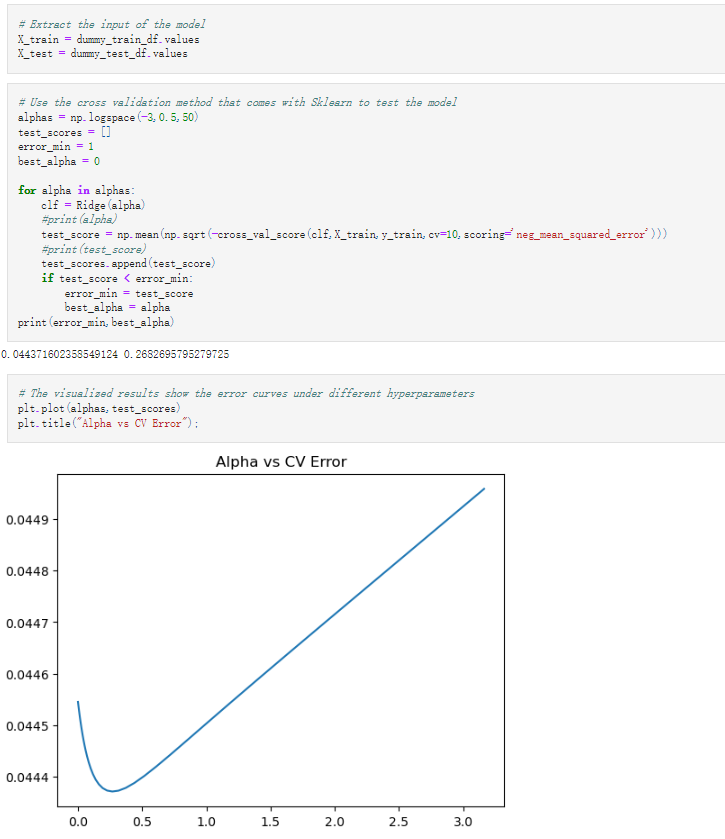 # Extract the input of the model
X_train = dummy_train_df.values
X_test = dummy_test_df.values
# Use the cross validation method that comes with Sklearn to test the model
alphas = np.logspace(-3,0.5,50)
test_scores = []
error_min = 1
best_alpha = 0
for alpha in alphas:
    clf = Ridge(alpha)
    #print(alpha)
    test_score = np.mean(np.sqrt(-cross_val_score(clf,X_train,y_train,cv=10,scoring='neg_mean_squared_error')))
    #print(test_score)
    test_scores.append(test_score)
    if test_score < error_min:
        error_min = test_score
        best_alpha = alpha
print(error_min,best_alpha)
0.044371602358549124 0.2682695795279725
# The visualized results show the error curves under different hyperparameters
plt.plot(alphas,test_scores)
plt.title("Alpha vs CV Error");
Alpha vs CV Error
0.0449
0.0448
0.0447
0.0446
0.0445
0.0444
0.0 0.5 1.0 1.5 2.0 2.5 3.0